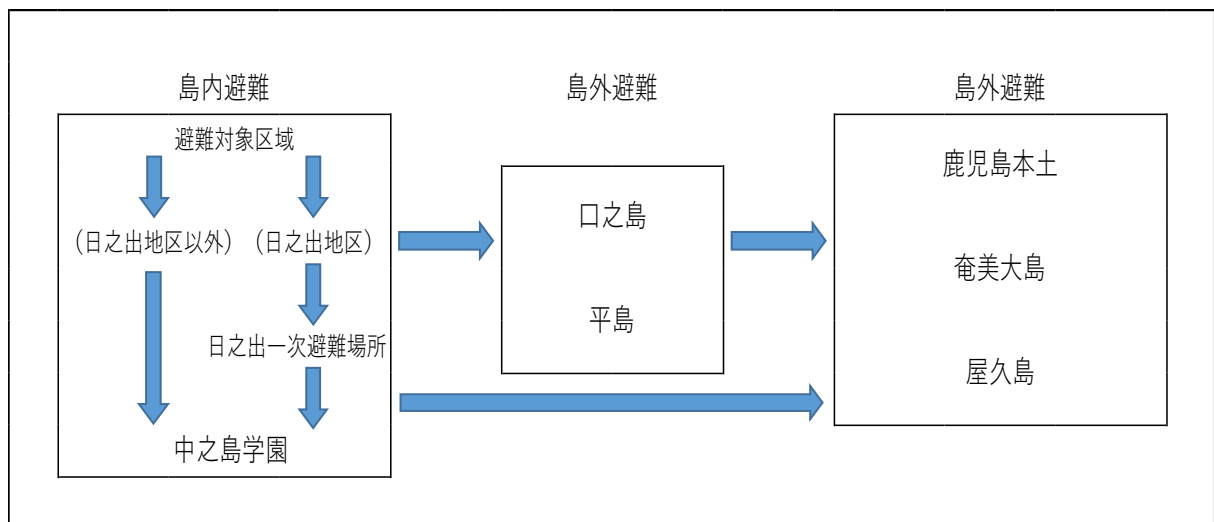 島内避難
避難対象区域
（日之出地区以外）（日之出地区）
日之出一次避難場所
中之島学園
島外避難
口之島
平島
島外避難
鹿児島本土
奄美大島
屋久島